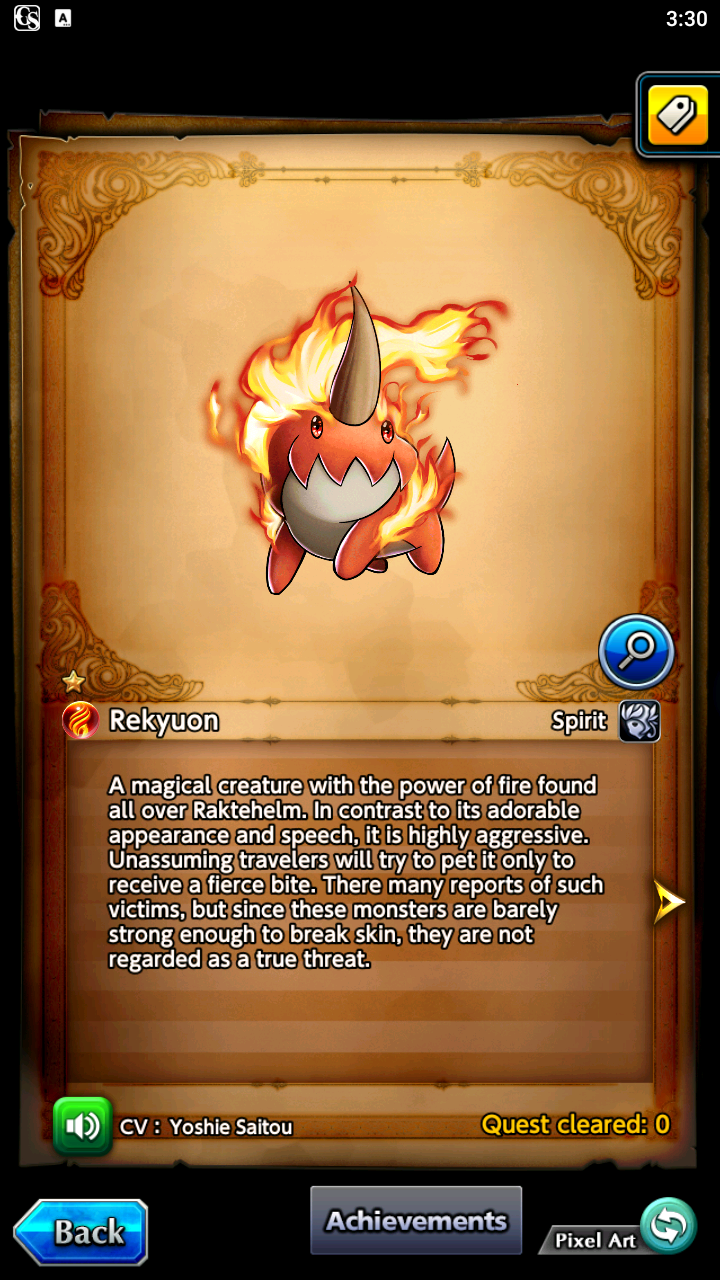 GS A 3:30
Rekyuon Spirit
A magical creature with the power of fire found
all over Raktehelm. In contrast to its adorable
appearance and speech, it is highly aggressive.
Unassuming travelers will try to pet it only to
receive a fierce bite. There many reports of such
victims, but since these monsters are barely
strong enough to break skin, they are not
regarded as a true threat.
CV : Yoshie Saitou Quest cleared: 0
Back Achievements Pixel Art